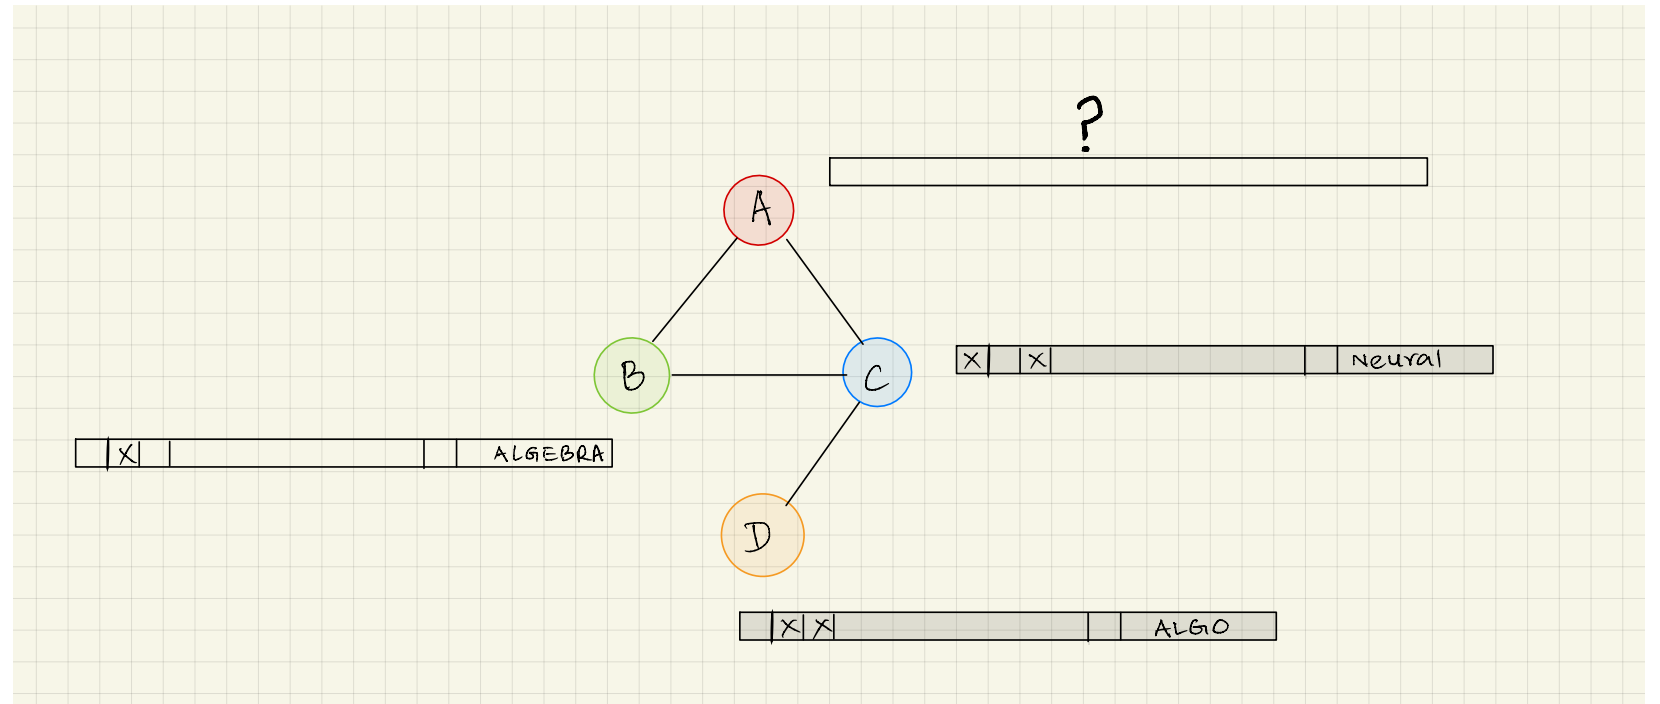 ?
A
X X Neural
B C
X ALGEBRA
D
X X ALGO